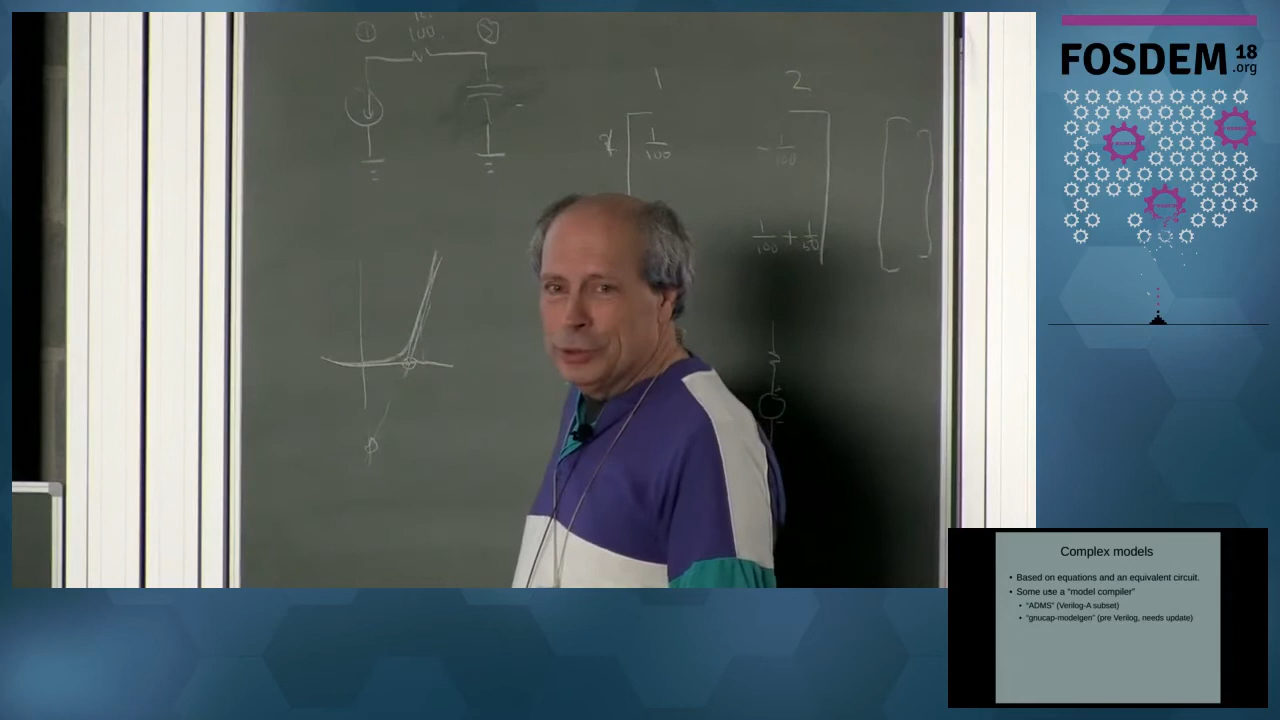 100
1 2
1/100 -1/100
1/100 + 1/50
FOSDEM 18
.org
Complex models
• Based on equations and an equivalent circuit.
• Some use a "model compiler"
• "ADMS" (Verilog-A subset)
• "gnucap-modelgen" (pre Verilog, needs update)